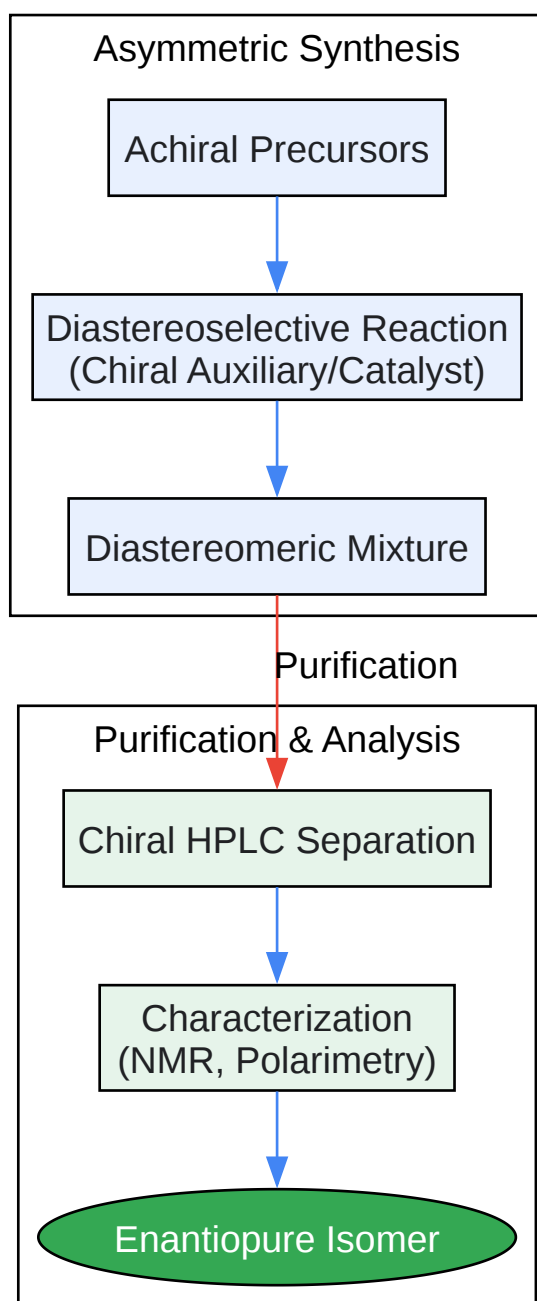 Asymmetric Synthesis
Achiral Precursors
Diastereoselective Reaction
(Chiral Auxiliary/Catalyst)
Diastereomeric Mixture
Purification
Purification & Analysis
Chiral HPLC Separation
Characterization
(NMR, Polarimetry)
Enantiopure Isomer